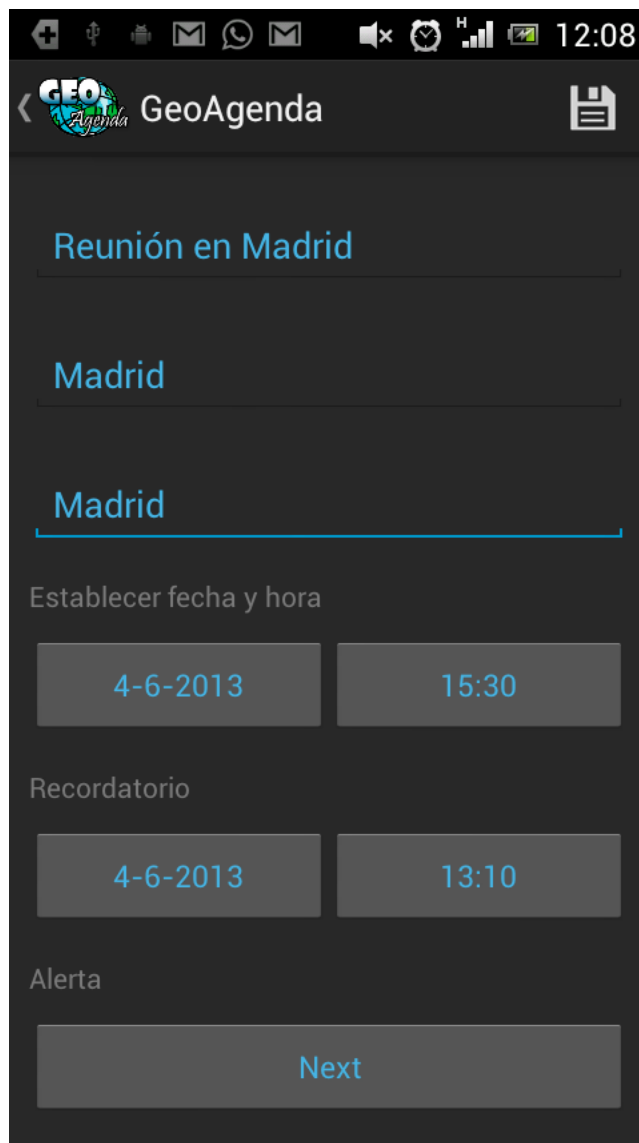 H 12:08
GEO Agenda GeoAgenda
Reunión en Madrid
Madrid
Madrid
Establecer fecha y hora
4-6-2013 15:30
Recordatorio
4-6-2013 13:10
Alerta
Next